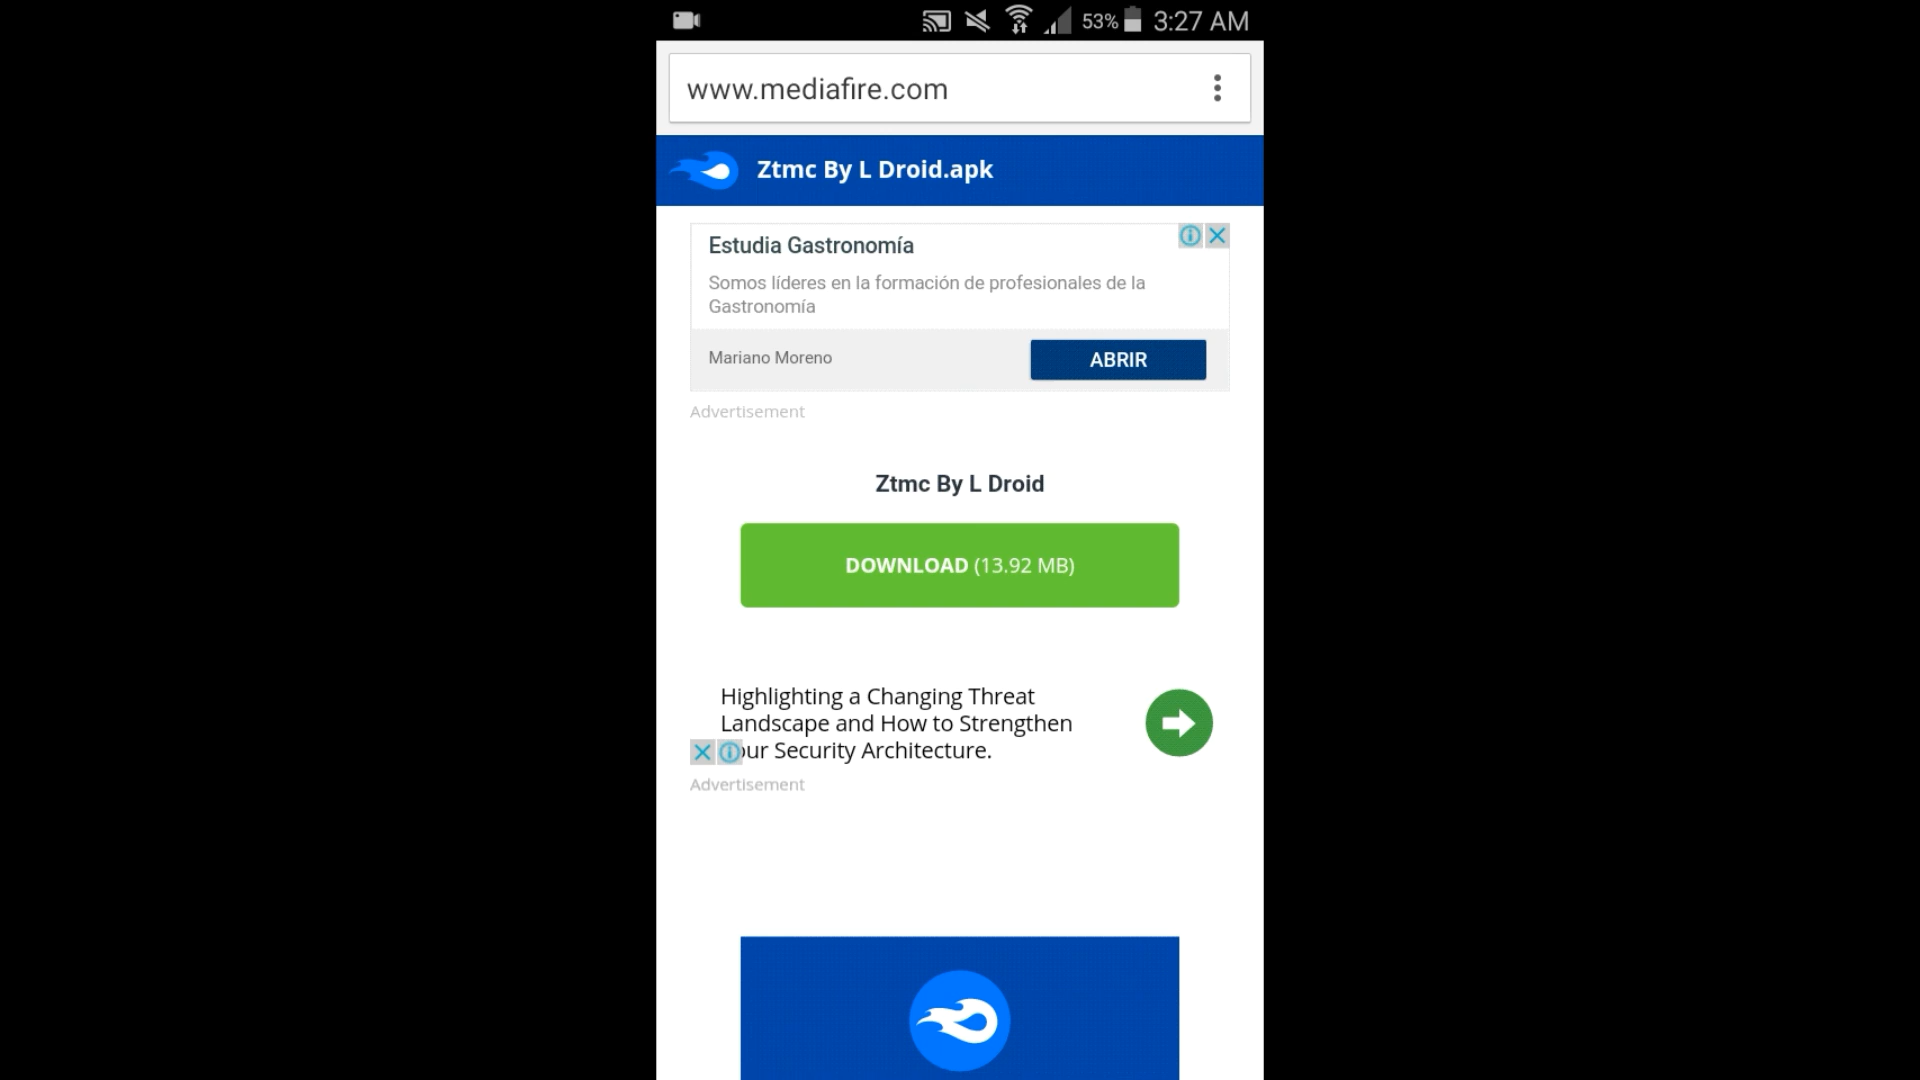 53% 3:27 AM
www.mediafire.com
Ztmc By L Droid.apk
Estudia Gastronomía
Somos líderes en la formación de profesionales de la
Gastronomía
Mariano Moreno
ABRIR
Advertisement
Ztmc By L Droid
DOWNLOAD (13.92 MB)
Highlighting a Changing Threat
Landscape and How to Strengthen
our Security Architecture.
Advertisement